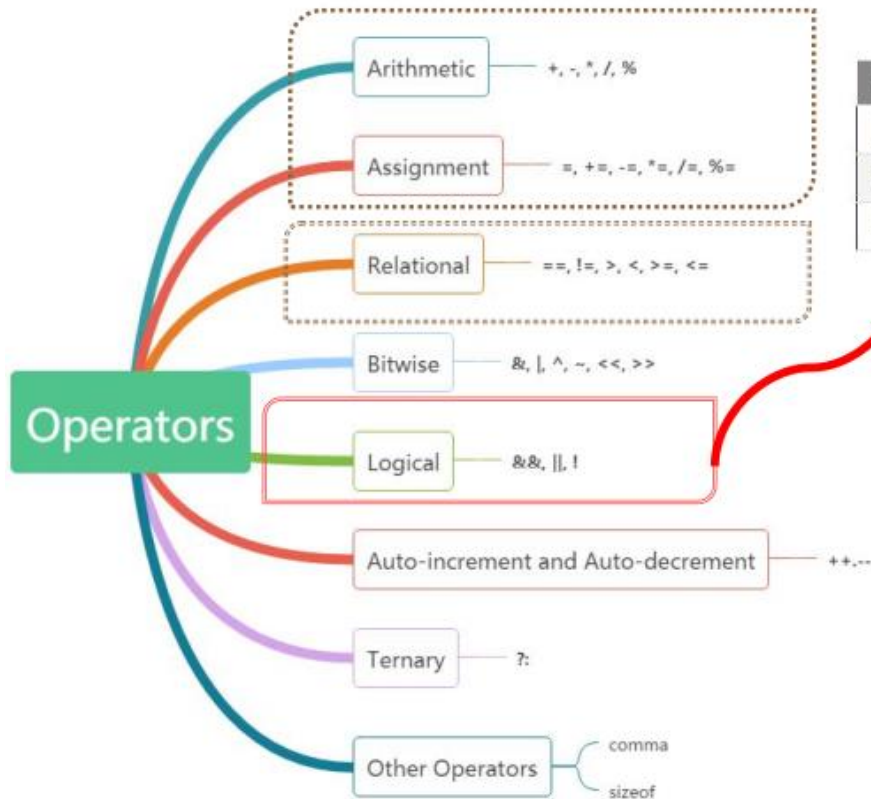 Arithmetic +, -, *, /, %
Assignment =, +=, -=, *=, /=, %=
Relational ==, !=, >, <, >=, <=
Bitwise &, |, ^, ~, <<, >>
Operators
Logical &&, ||, !
Auto-increment and Auto-decrement ++.--
Ternary ?:
Other Operators
comma
sizeof